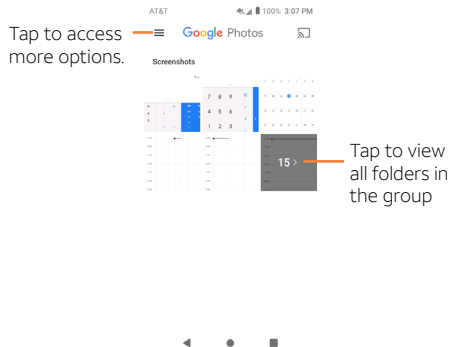 AT&T 100% 3:07 PM
Tap to access
more options.
Google Photos
Screenshots
7 8 9
4 5 6
1 2 3
15 >
Tap to view
all folders in
the group